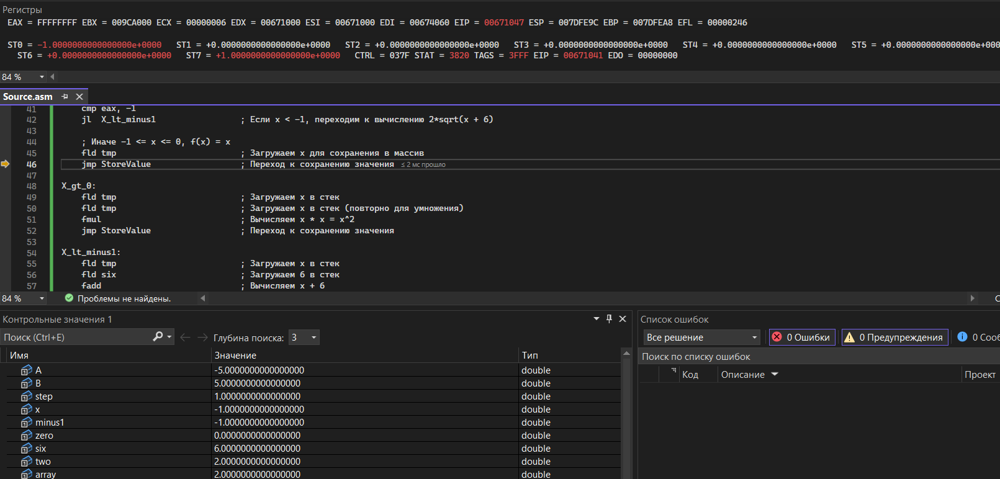 Регистры
EAX = FFFFFFFF EBX = 009CA000 ECX = 00000006 EDX = 00671000 ESI = 00671000 EDI = 00674060 EIP = 00671047 ESP = 007DFE9C EBP = 007DFEA8 EFL = 00000246
ST0 = -1.0000000000000000e+0000 ST1 = +0.0000000000000000e+0000 ST2 = +0.0000000000000000e+0000 ST3 = +0.0000000000000000e+0000 ST4 = +0.0000000000000000e+0000 ST5 = +0.0000000000000000e+000
ST6 = +0.0000000000000000e+0000 ST7 = +1.0000000000000000e+0000 CTRL = 037F STAT = 3820 TAGS = 3FFF EIP = 00671041 EDO = 00000000
84 %
Source.asm
41 cmp eax, -1
42 jl X_lt_minus1 ; Если x < -1, переходим к вычислению 2*sqrt(x + 6)
43
44 ; Иначе -1 <= x <= 0, f(x) = x
45 fld tmp ; Загружаем x для сохранения в массив
46 jmp StoreValue ; Переход к сохранению значения ≤ 2 мс прошло
47
48 X_gt_0:
49 fld tmp ; Загружаем x в стек
50 fld tmp ; Загружаем x в стек (повторно для умножения)
51 fmul ; Вычисляем x * x = x^2
52 jmp StoreValue ; Переход к сохранению значения
53
54 X_lt_minus1:
55 fld tmp ; Загружаем x в стек
56 fld six ; Загружаем 6 в стек
57 fadd ; Вычисляем x + 6
84 % Проблемы не найдены. С
Контрольные значения 1
Поиск (Ctrl+E) Глубина поиска: 3
Имя Значение Тип
A -5.0000000000000000 double
B 5.0000000000000000 double
step 1.0000000000000000 double
x -1.0000000000000000 double
minus1 -1.0000000000000000 double
zero 0.0000000000000000 double
six 6.0000000000000000 double
two 2.0000000000000000 double
array 2.0000000000000000 double
Список ошибок
Все решение 0 Ошибки 0 Предупреждения 0 Сооб
Поиск по списку ошибок
Код Описание Проект